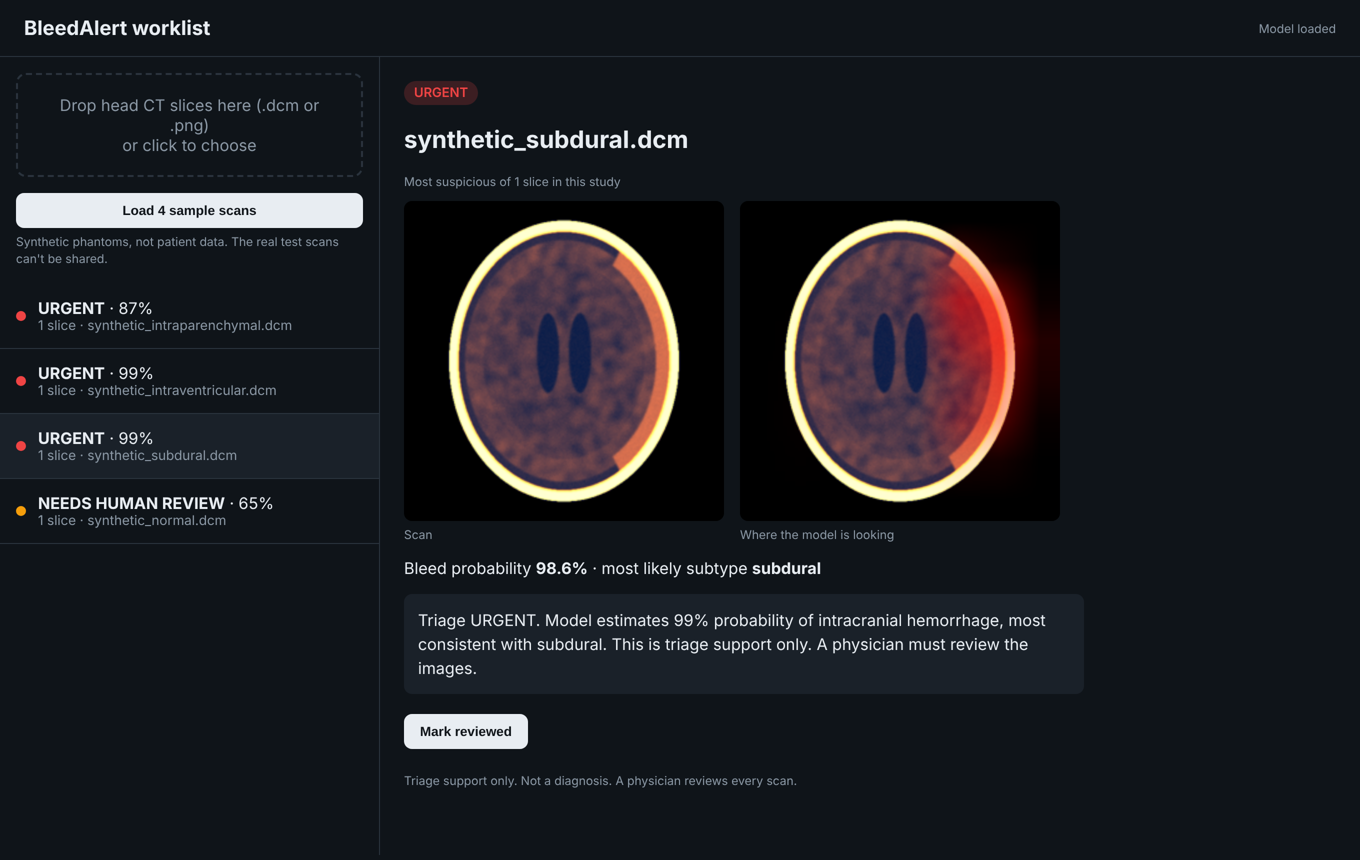 BleedAlert worklist
Model loaded
Drop head CT slices here (.dcm or
.png)
or click to choose
Load 4 sample scans
Synthetic phantoms, not patient data. The real test scans
can't be shared.
URGENT · 87%
1 slice · synthetic_intraparenchymal.dcm
URGENT · 99%
1 slice · synthetic_intraventricular.dcm
URGENT · 99%
1 slice · synthetic_subdural.dcm
NEEDS HUMAN REVIEW · 65%
1 slice · synthetic_normal.dcm
URGENT
synthetic_subdural.dcm
Most suspicious of 1 slice in this study
Scan
Where the model is looking
Bleed probability 98.6% · most likely subtype subdural
Triage URGENT. Model estimates 99% probability of intracranial hemorrhage, most
consistent with subdural. This is triage support only. A physician must review the
images.
Mark reviewed
Triage support only. Not a diagnosis. A physician reviews every scan.